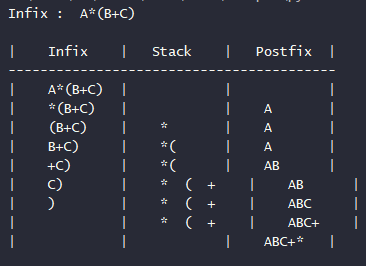 Infix :  A*(B+C)
|    Infix    |   Stack    |   Postfix  |
----------------------------------------
|    A*(B+C)  |            |            |
|    *(B+C)   |            |    A       |
|    (B+C)    |    *       |    A       |
|    B+C)     |    *(      |    A       |
|    +C)      |    *(      |    AB      |
|    C)       |    *  (  +    |    AB      |
|    )        |    *  (  +    |    ABC      |
|             |    *  (  +    |    ABC+     |
|             |            |    ABC+*    |